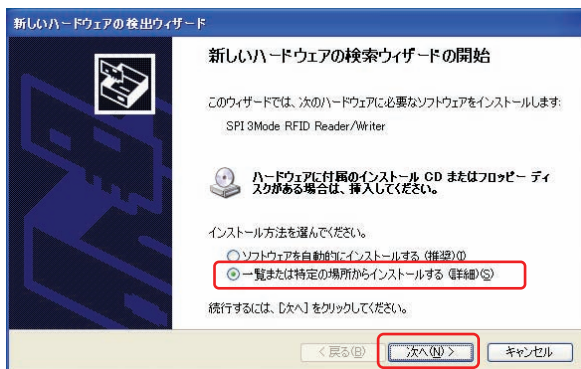 新しいハードウェアの検出ウィザード
新しいハードウェアの検索ウィザードの開始
このウィザードでは、次のハードウェアに必要なソフトウェアをインストールします:
SPI 3Mode RFID Reader/Writer
ハードウェアに付属のインストール CD またはフロッピー ディ
スクがある場合は、挿入してください。
インストール方法を選んでください。
ソフトウェアを自動的にインストールする (推奨)(I)
一覧または特定の場所からインストールする (詳細)(S)
続行するには、[次へ] をクリックしてください。
< 戻る(B) 次へ(N) > キャンセル